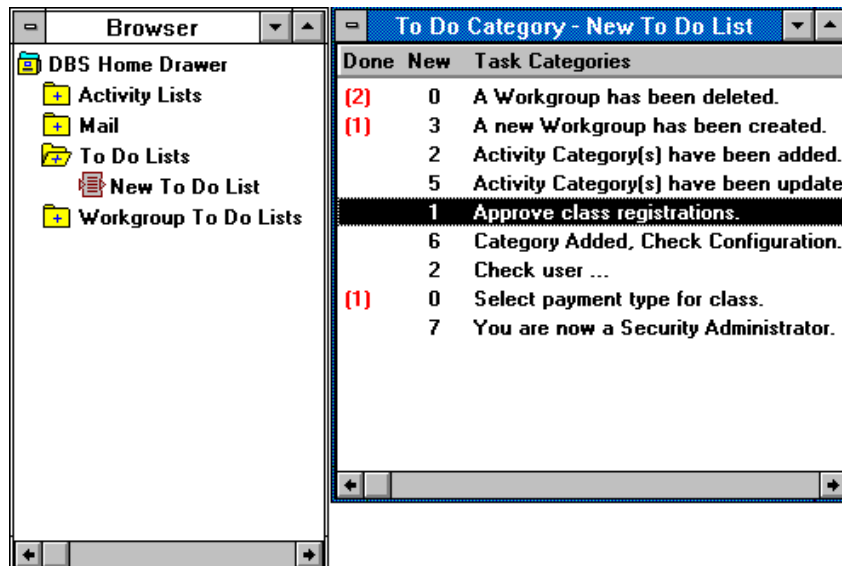 Browser
DBS Home Drawer
Activity Lists
Mail
To Do Lists
New To Do List
Workgroup To Do Lists
To Do Category - New To Do List
Done New Task Categories
(2) 0 A Workgroup has been deleted.
(1) 3 A new Workgroup has been created.
2 Activity Category(s) have been added.
5 Activity Category(s) have been update
1 Approve class registrations.
6 Category Added, Check Configuration.
2 Check user ...
(1) 0 Select payment type for class.
7 You are now a Security Administrator.